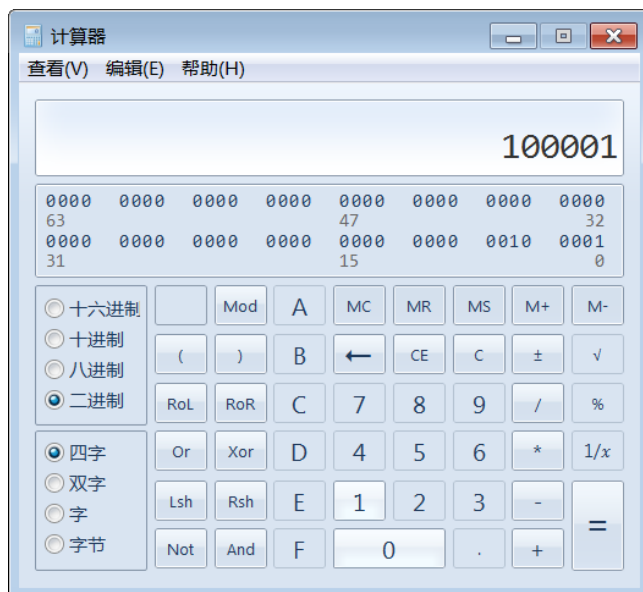 计算器
查看(V) 编辑(E) 帮助(H)
100001
0000 0000 0000 0000 0000 0000 0000 0000
63 47 32
0000 0000 0000 0000 0000 0000 0010 0001
31 15 0
十六进制 Mod A MC MR MS M+ M-
十进制 ( ) B ← CE C ± √
八进制
二进制 RoL RoR C 7 8 9 / %
四字 Or Xor D 4 5 6 * 1/x
双字
字 Lsh Rsh E 1 2 3 - =
字节 Not And F 0 . +